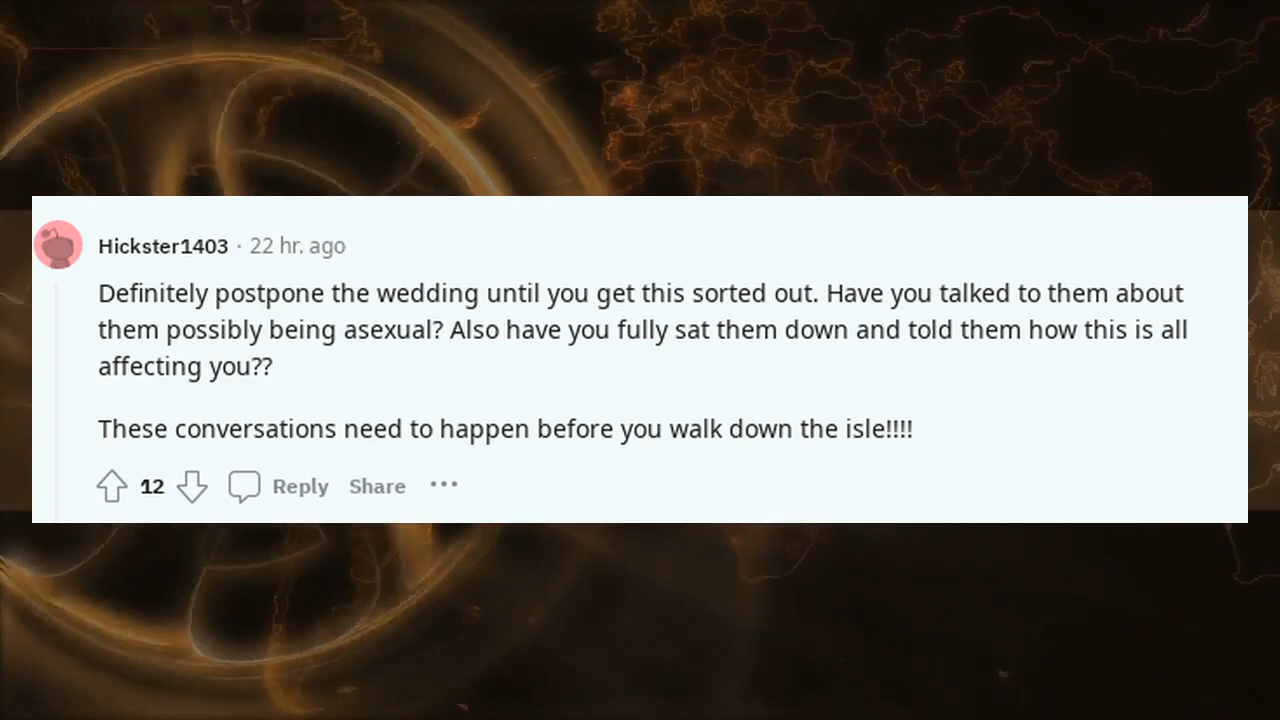 Hickster1403 · 22 hr. ago
Definitely postpone the wedding until you get this sorted out. Have you talked to them about
them possibly being asexual? Also have you fully sat them down and told them how this is all
affecting you??
These conversations need to happen before you walk down the isle!!!!
12 Reply Share ...